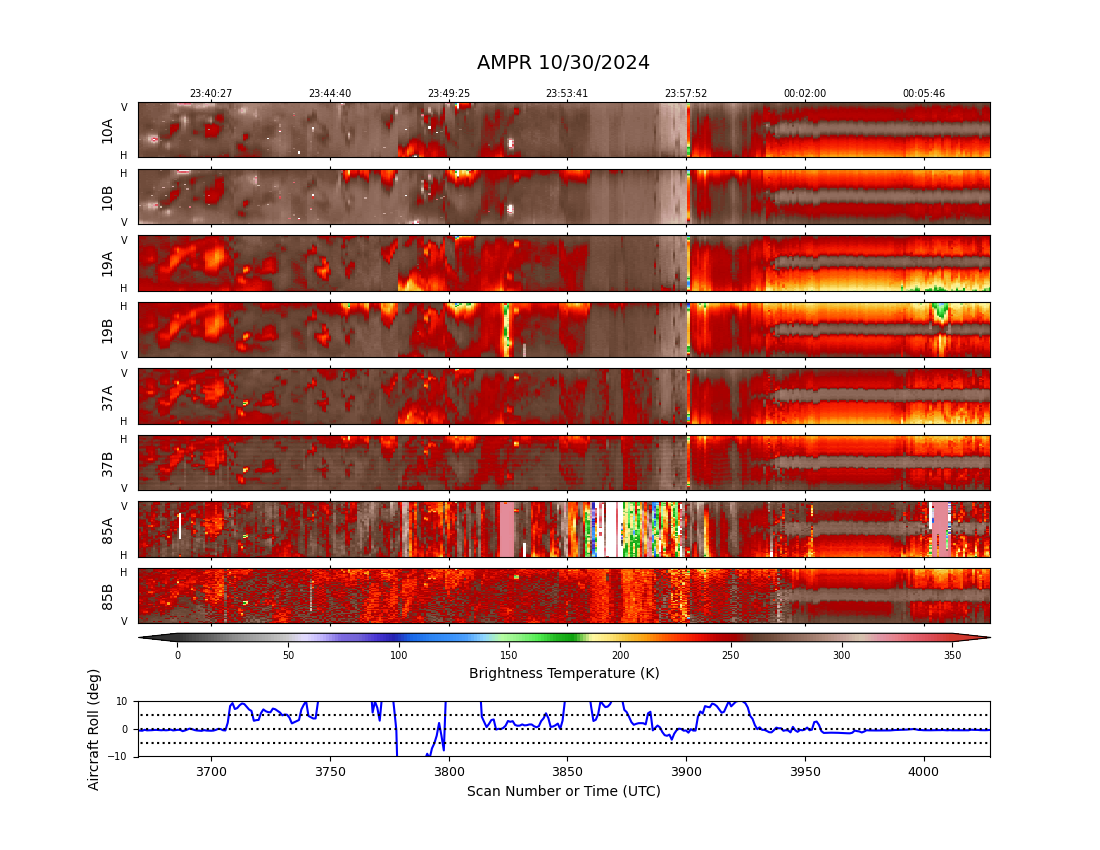 AMPR 10/30/2024
23:40:27 23:44:40 23:49:25 23:53:41 23:57:52 00:02:00 00:05:46
V
10A
H
H
10B
V
V
19A
H
H
19B
V
V
37A
H
H
37B
V
V
85A
H
H
85B
V
0 50 100 150 200 250 300 350
Brightness Temperature (K)
Aircraft Roll (deg)
10
0
−10
3700 3750 3800 3850 3900 3950 4000
Scan Number or Time (UTC)